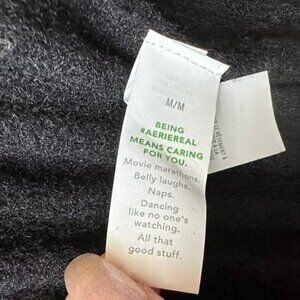 M/M
BEING
#AERIEREAL
MEANS CARING
FOR YOU.
Movie marathons.
Belly laughs.
Naps.
Dancing
like no one's
watching.
All that
good stuff.